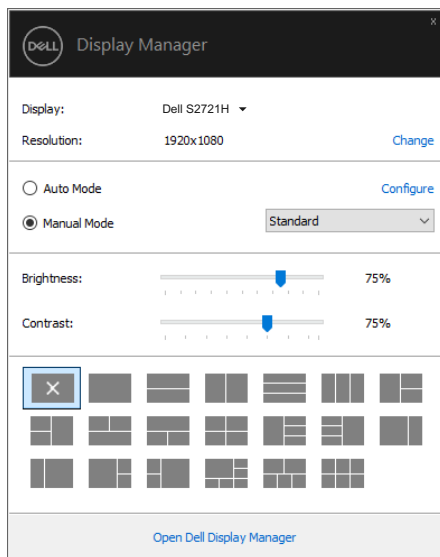 x
DELL Display Manager
Display: Dell S2721H
Resolution: 1920x1080 Change
Auto Mode Configure
Manual Mode Standard
Brightness: 75%
Contrast: 75%
Open Dell Display Manager